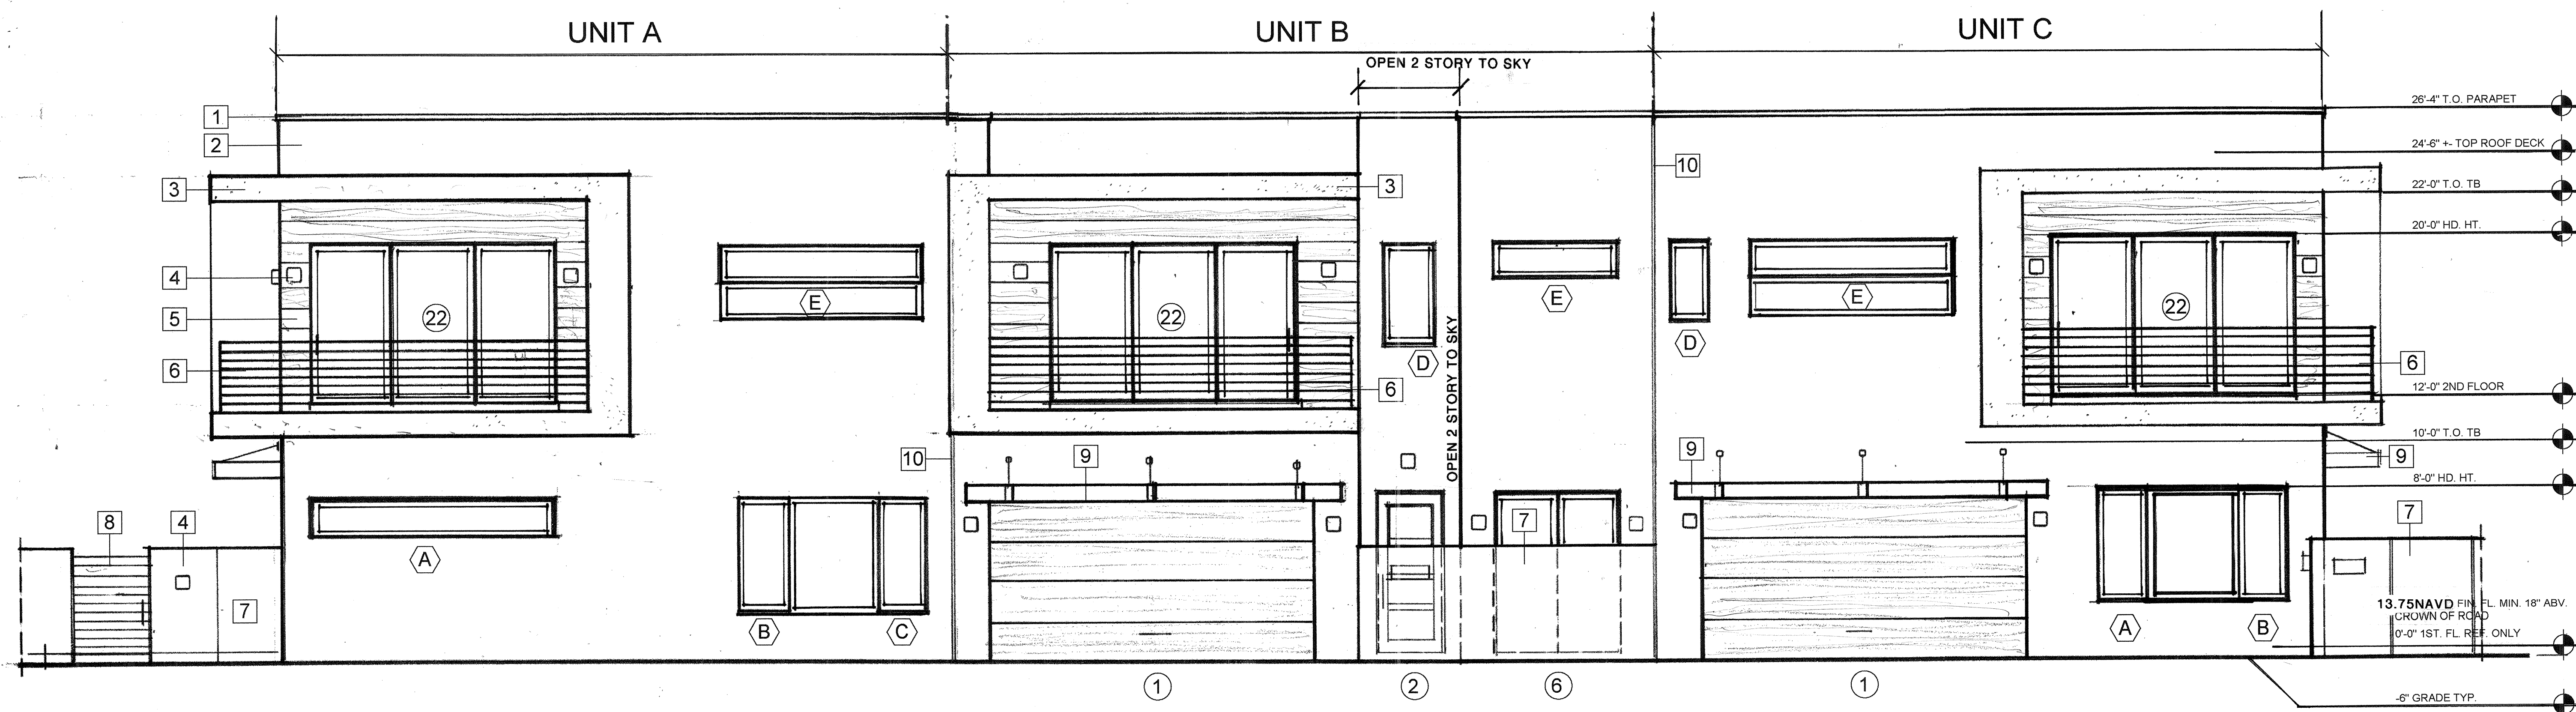 UNIT A
UNIT B
UNIT C
OPEN 2 STORY TO SKY
26'-4" T.O. PARAPET
1
2
24'-6" +- TOP ROOF DECK
10
3
3
22'-0" T.O. TB
20'-0" HD. HT.
4
E
E
E
22
22
22
5
D
D
OPEN 2 STORY TO SKY
6
6
6
12'-0" 2ND FLOOR
10'-0" T.O. TB
10
9
9
9
8'-0" HD. HT.
8
4
7
7
A
7
13.75NAVD FIN. FL. MIN. 18" ABV.
CROWN OF ROAD
B
C
A
B
0'-0" 1ST. FL. REF. ONLY
1
2
6
1
-6" GRADE TYP.